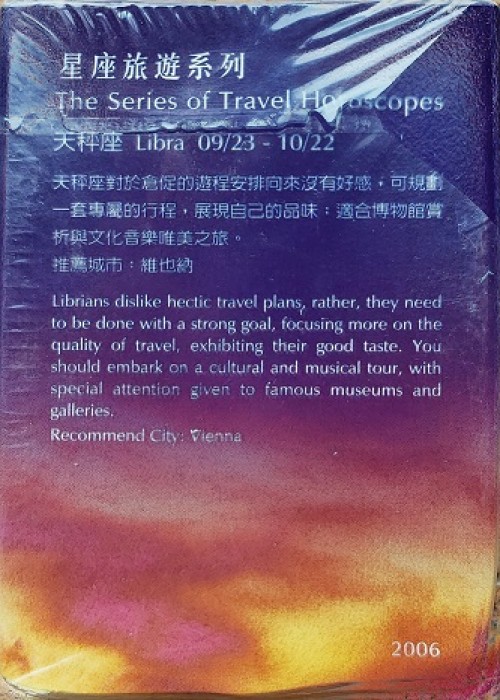 星座旅遊系列
The Series of Travel Horoscopes
天秤座 Libra 09/23 - 10/22
天秤座對於倉促的遊程安排向來沒有好感，可規劃
一套專屬的行程，展現自己的品味；適合博物館賞
析與文化音樂唯美之旅。
推薦城市：維也納
Librians dislike hectic travel plans, rather, they need
to be done with a strong goal, focusing more on the
quality of travel, exhibiting their good taste. You
should embark on a cultural and musical tour, with
special attention given to famous museums and
galleries.
Recommend City: Vienna
2006